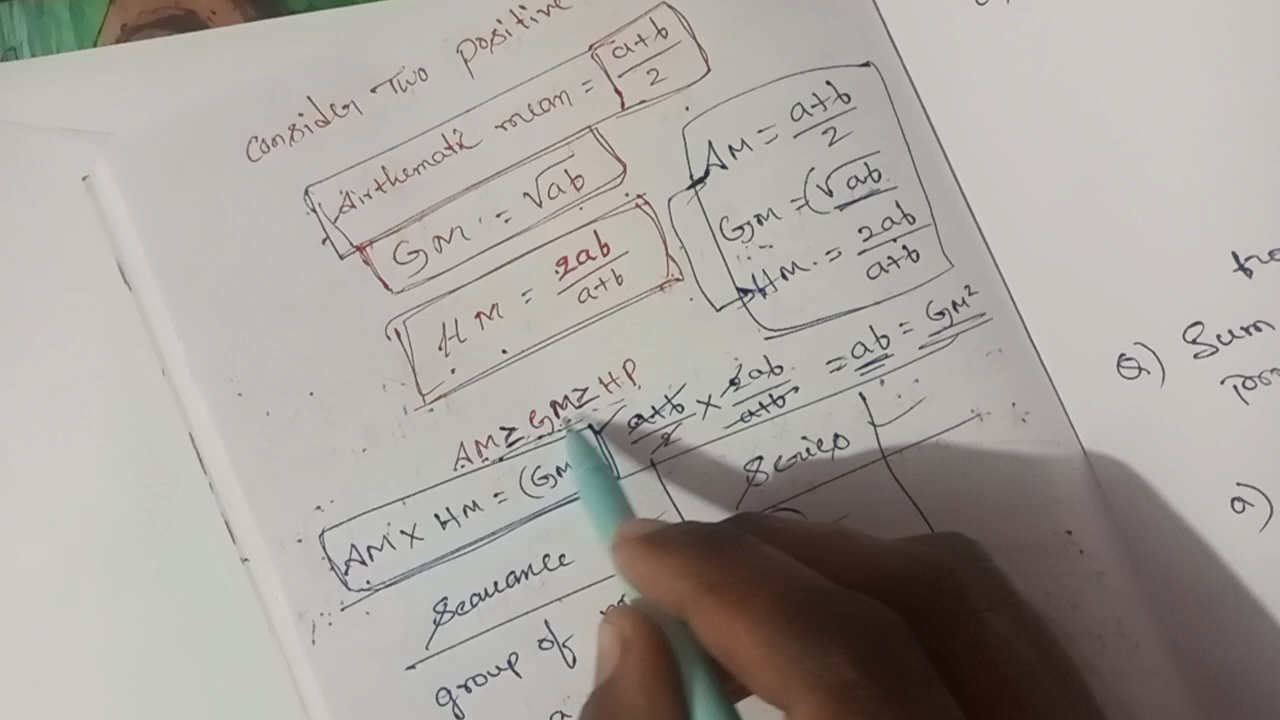 Consider Two positive
Airthematic mean = a+b/2
GM = √ab
HM = 2ab/a+b
AM = a+b/2
GM = (√ab
HM = 2ab/a+b
AM ≥ GM ≥ HP
a+b/2 × 2ab/a+b = ab = GM²
AM × HM = (GM
Series
group of
Q) Sum
a)